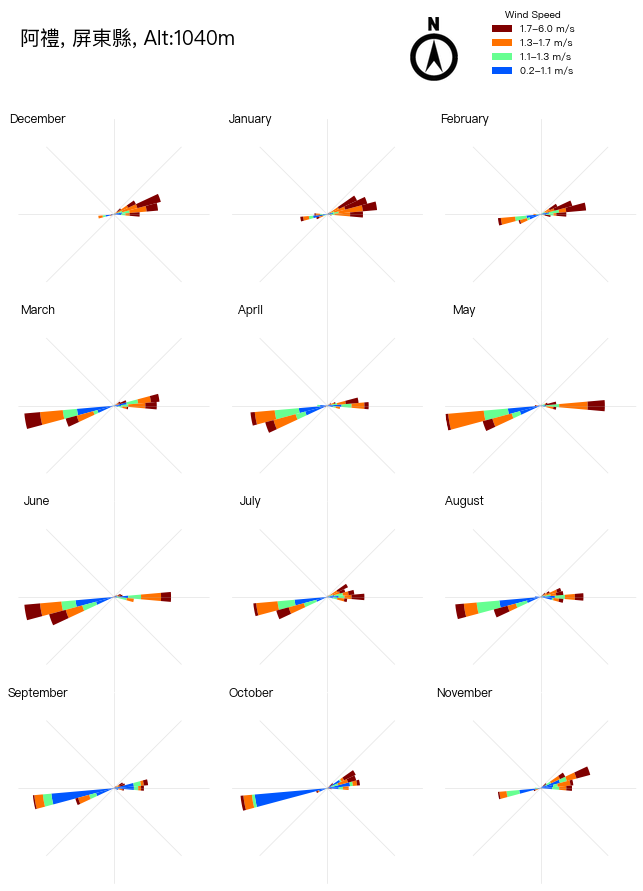 阿禮, 屏東縣, Alt:1040m
N
Wind Speed
1.7–6.0 m/s
1.3–1.7 m/s
1.1–1.3 m/s
0.2–1.1 m/s
December
January
February
March
April
May
June
July
August
September
October
November